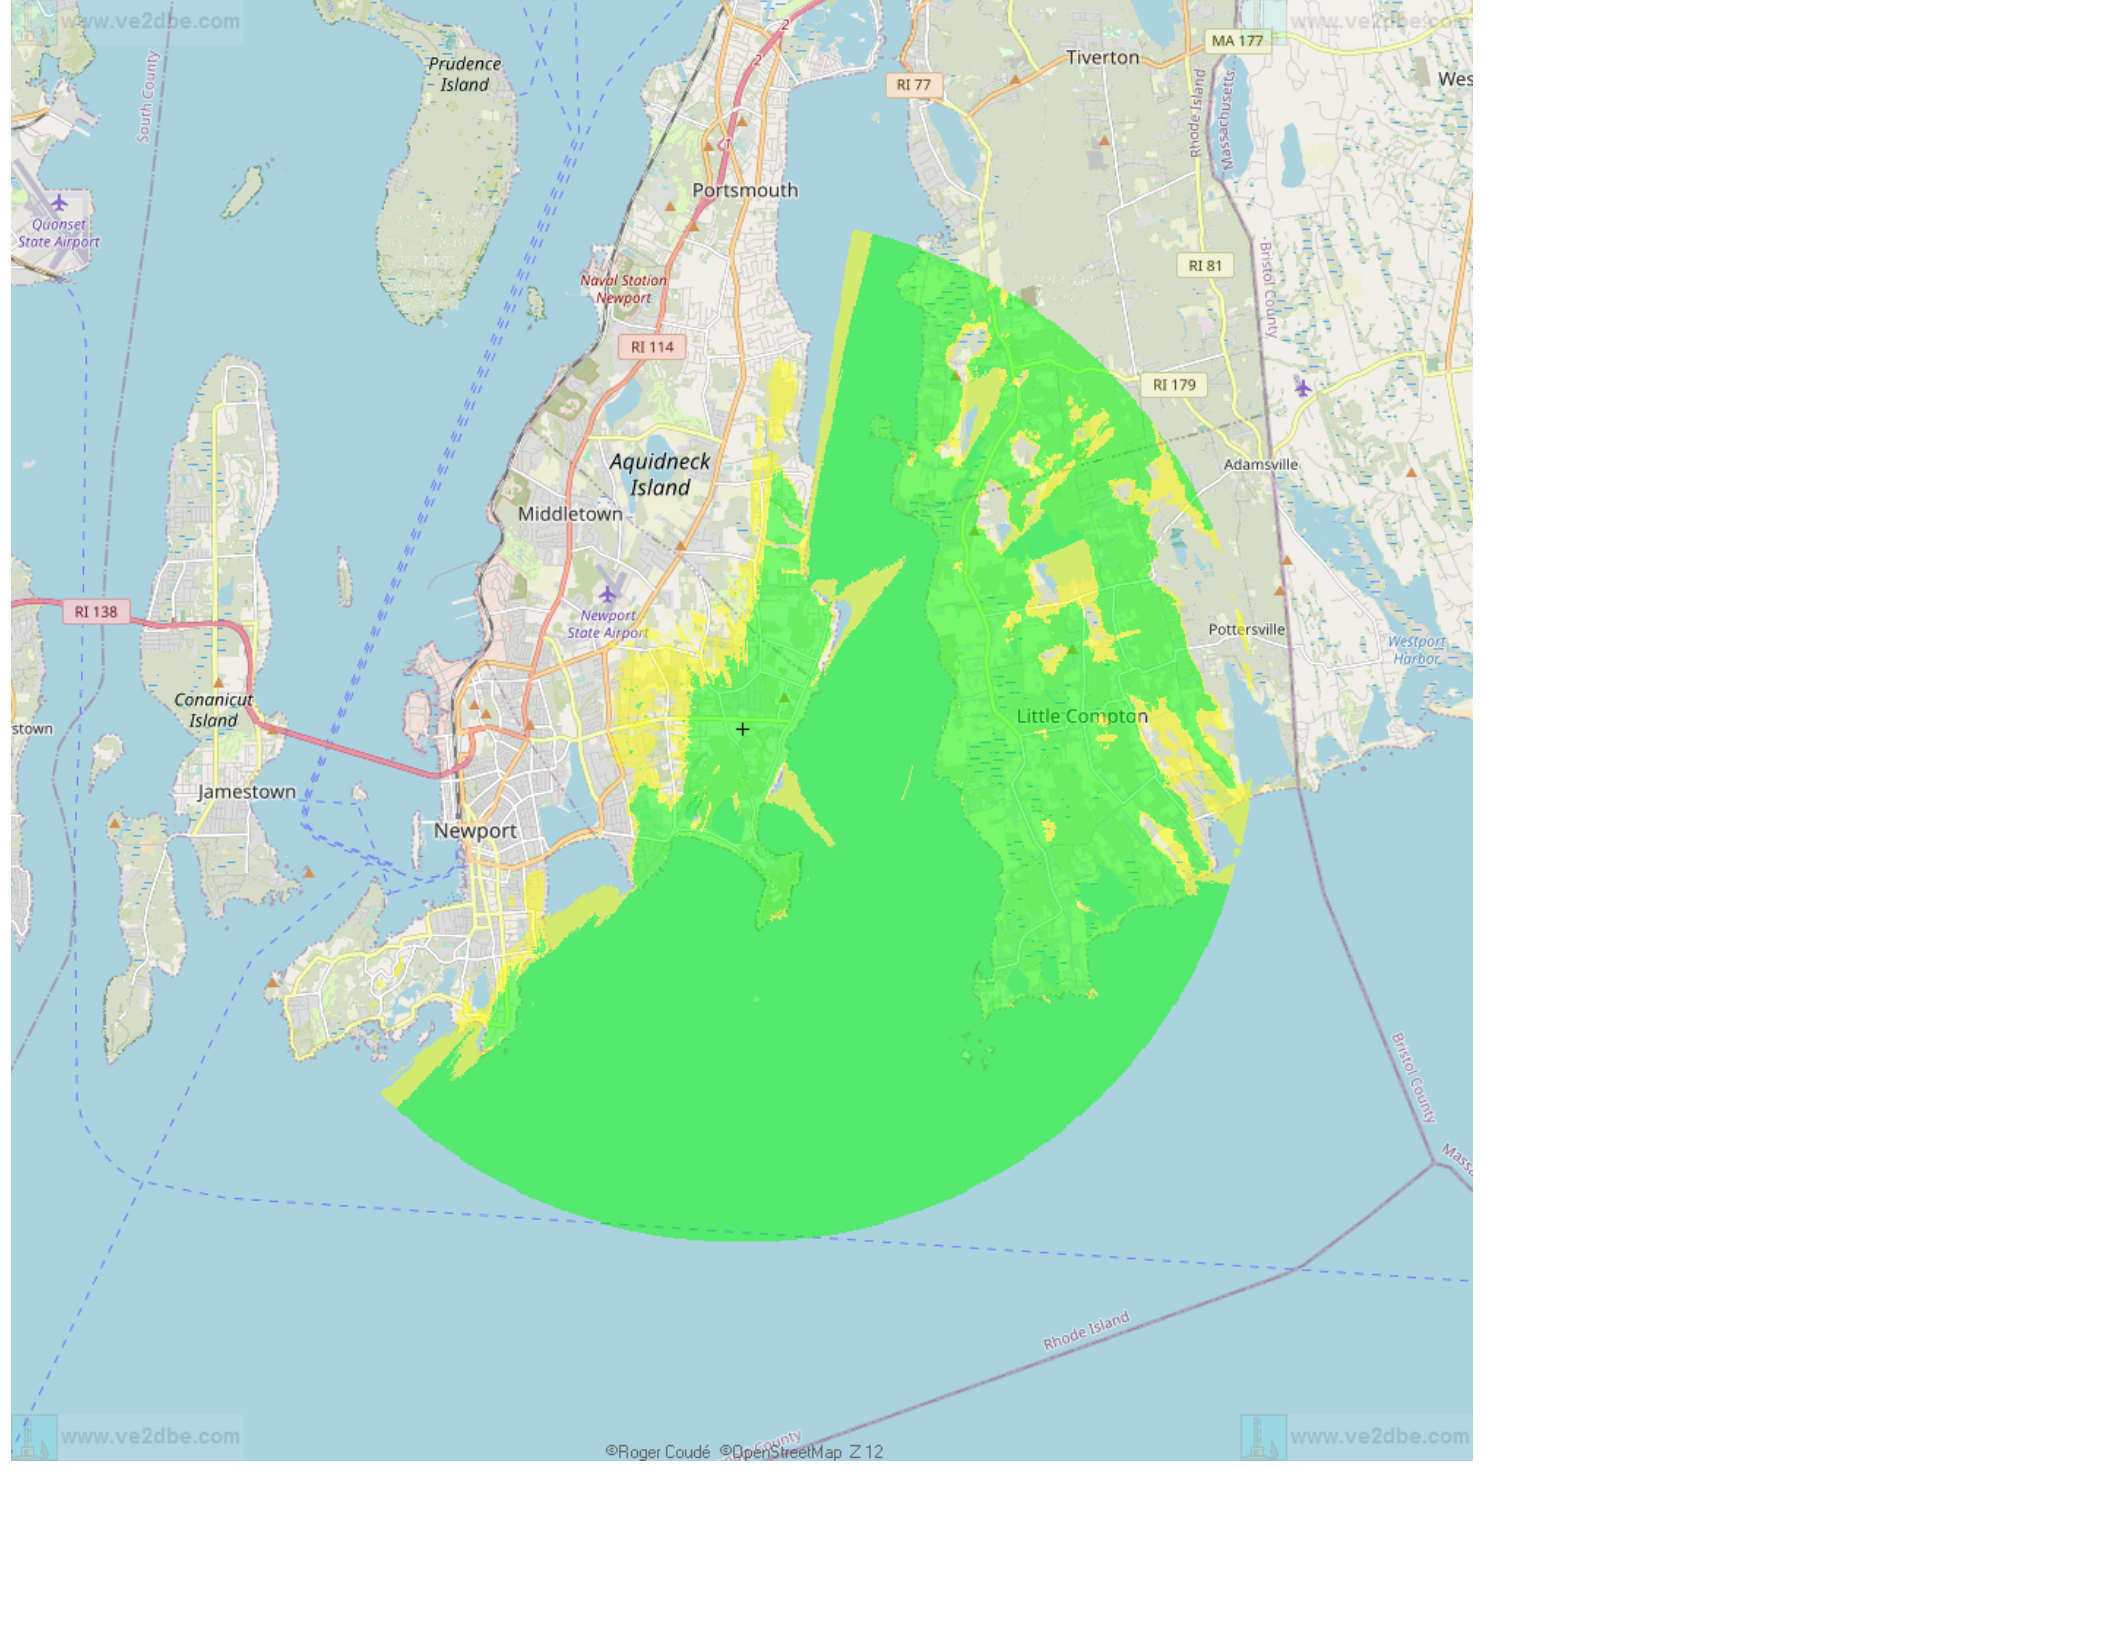 www.ve2dbe.com
www.ve2dbe.com
South County
Prudence
Island
Tiverton
MA 177
RI 77
Wes
Rhode Island
Massachusetts
Portsmouth
Quonset
State Airport
Naval Station
Newport
RI 81
Bristol County
RI 114
RI 179
Aquidneck
Island
Adamsville
Middletown
RI 138
Newport
State Airport
Pottersville
Westport
Harbor
Conanicut
Island
stown
Little Compton
Jamestown
Newport
Bristol County
Massa
Rhode Island
www.ve2dbe.com
County
www.ve2dbe.com
©Roger Coudé ©OpenStreetMap Z 12